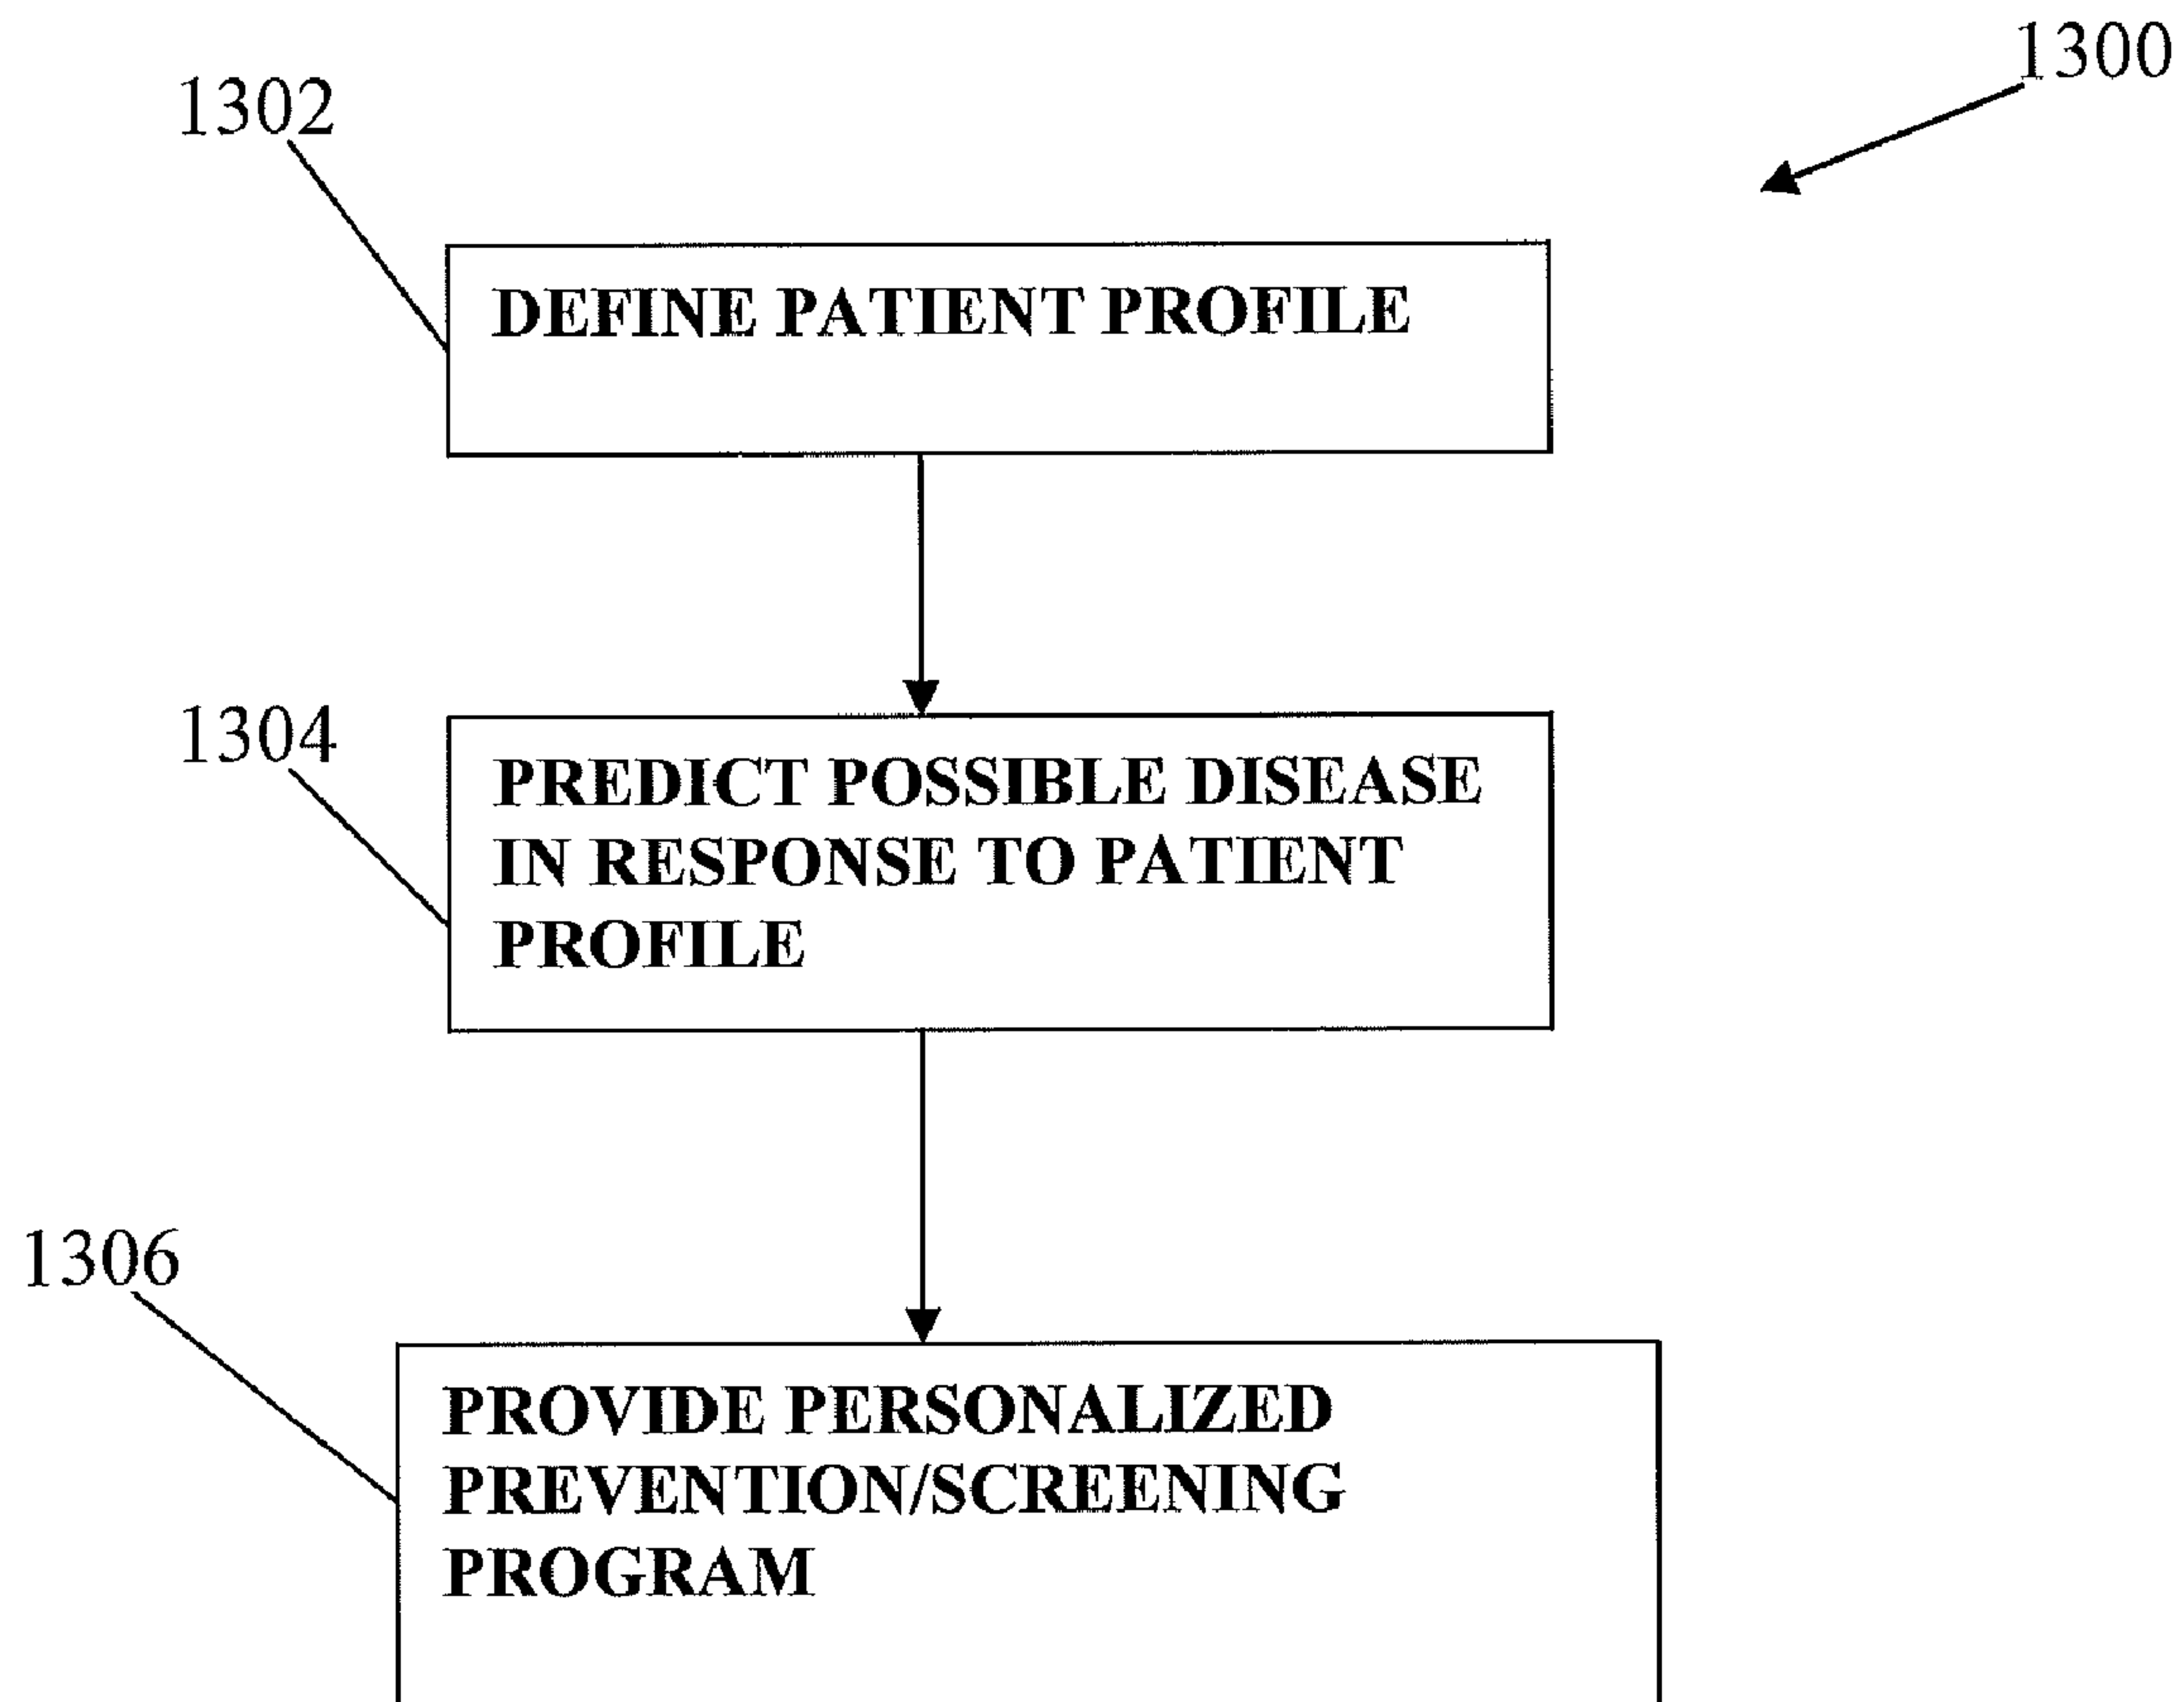 1300
1302
DEFINE PATIENT PROFILE
1304
PREDICT POSSIBLE DISEASE
IN RESPONSE TO PATIENT
PROFILE
1306
PROVIDE PERSONALIZED
PREVENTION/SCREENING
PROGRAM